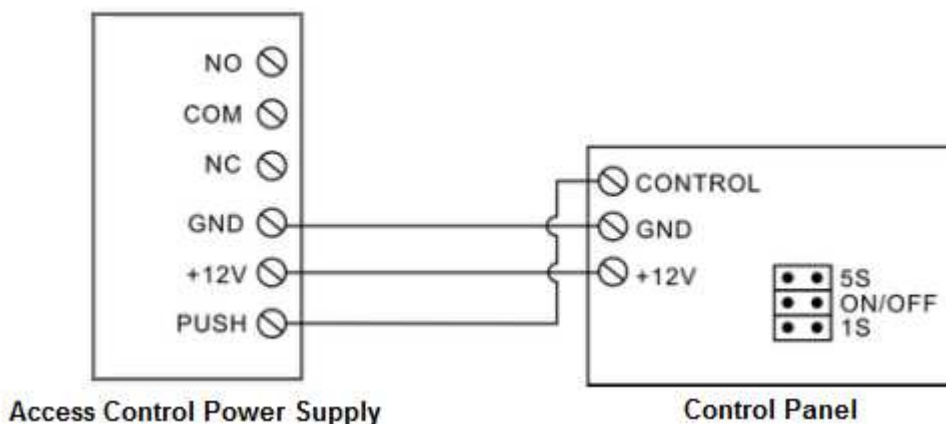 NO
COM
NC
GND
+12V
PUSH
Access Control Power Supply
CONTROL
GND
+12V
5S
ON/OFF
1S
Control Panel